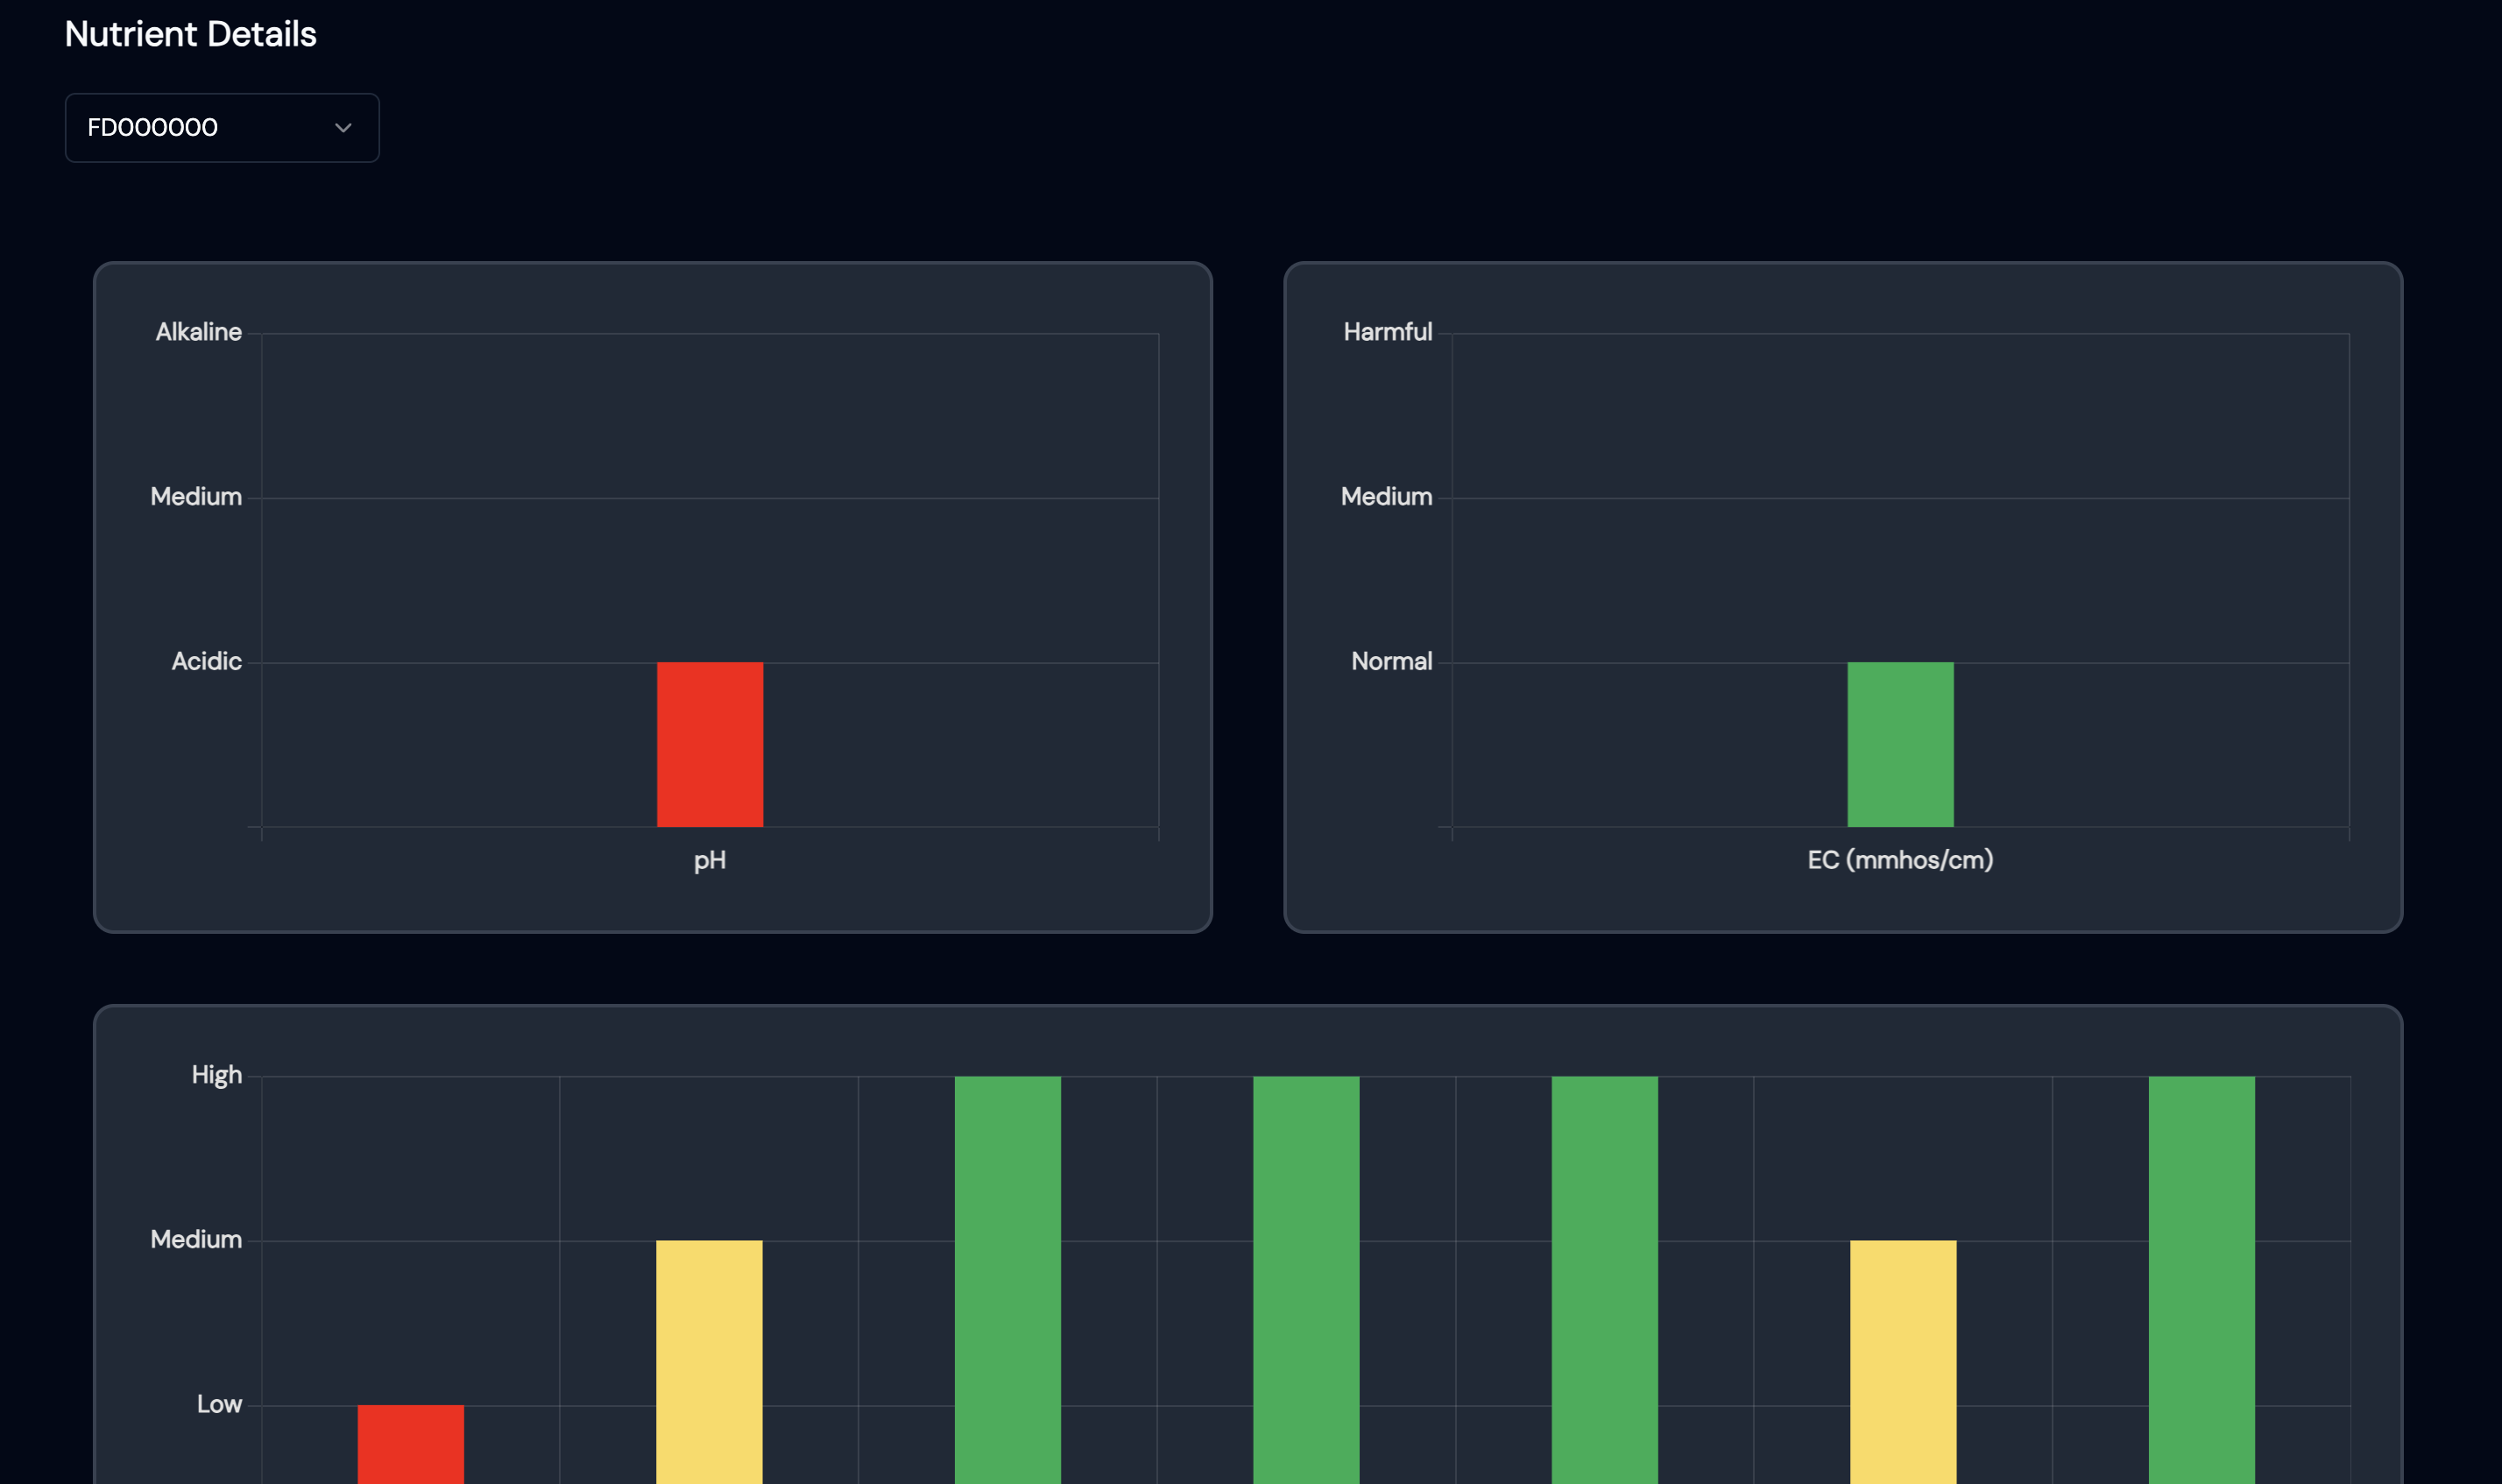 Nutrient Details
FD000000
Alkaline
Medium
Acidic
pH
Harmful
Medium
Normal
EC (mmhos/cm)
High
Medium
Low